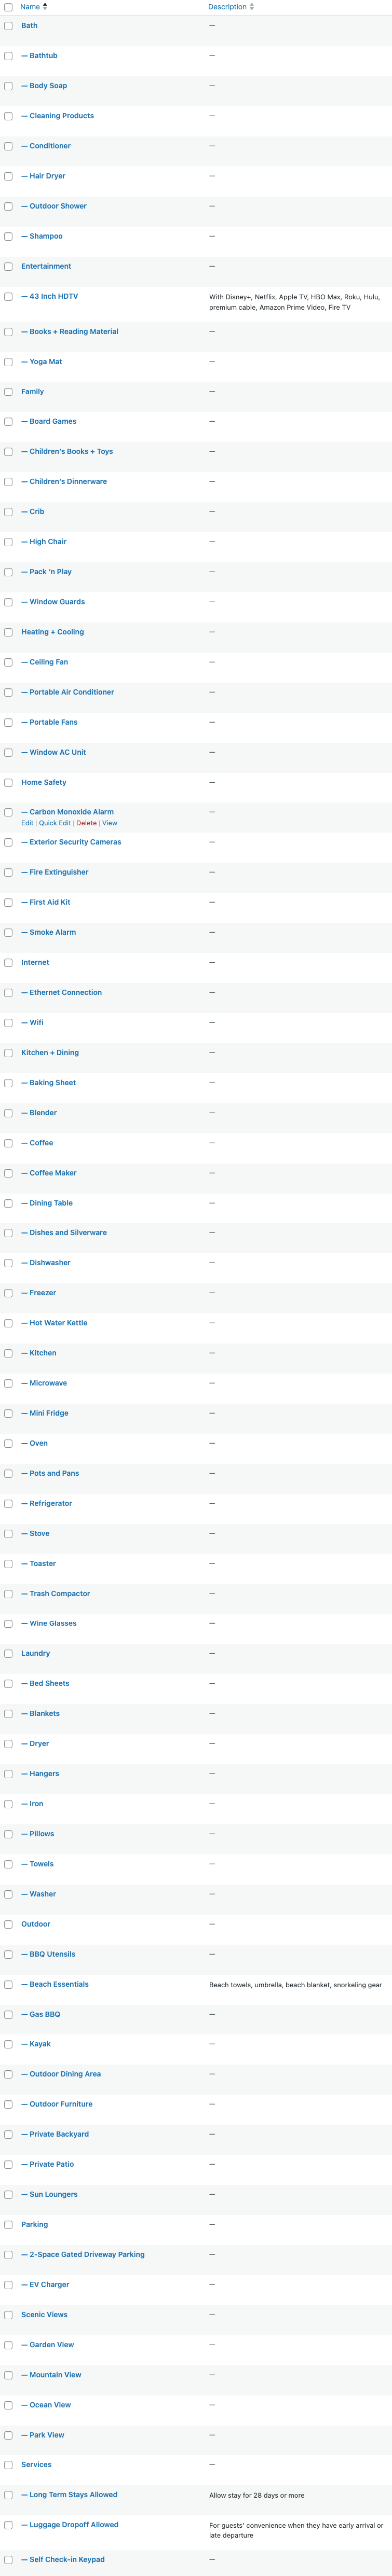 Name Description
Bath —
— Bathtub —
— Body Soap —
— Cleaning Products —
— Conditioner —
— Hair Dryer —
— Outdoor Shower —
— Shampoo —
Entertainment —
— 43 Inch HDTV With Disney+, Netflix, Apple TV, HBO Max, Roku, Hulu,
premium cable, Amazon Prime Video, Fire TV
— Books + Reading Material —
— Yoga Mat —
Family —
— Board Games —
— Children's Books + Toys —
— Children's Dinnerware —
— Crib —
— High Chair —
— Pack 'n Play —
— Window Guards —
Heating + Cooling —
— Ceiling Fan —
— Portable Air Conditioner —
— Portable Fans —
— Window AC Unit —
Home Safety —
— Carbon Monoxide Alarm —
Edit | Quick Edit | Delete | View
— Exterior Security Cameras —
— Fire Extinguisher —
— First Aid Kit —
— Smoke Alarm —
Internet —
— Ethernet Connection —
— Wifi —
Kitchen + Dining —
— Baking Sheet —
— Blender —
— Coffee —
— Coffee Maker —
— Dining Table —
— Dishes and Silverware —
— Dishwasher —
— Freezer —
— Hot Water Kettle —
— Kitchen —
— Microwave —
— Mini Fridge —
— Oven —
— Pots and Pans —
— Refrigerator —
— Stove —
— Toaster —
— Trash Compactor —
— Wine Glasses —
Laundry —
— Bed Sheets —
— Blankets —
— Dryer —
— Hangers —
— Iron —
— Pillows —
— Towels —
— Washer —
Outdoor —
— BBQ Utensils —
— Beach Essentials Beach towels, umbrella, beach blanket, snorkeling gear
— Gas BBQ —
— Kayak —
— Outdoor Dining Area —
— Outdoor Furniture —
— Private Backyard —
— Private Patio —
— Sun Loungers —
Parking —
— 2-Space Gated Driveway Parking —
— EV Charger —
Scenic Views —
— Garden View —
— Mountain View —
— Ocean View —
— Park View —
Services —
— Long Term Stays Allowed Allow stay for 28 days or more
— Luggage Dropoff Allowed For guests' convenience when they have early arrival or
late departure
— Self Check-in Keypad —